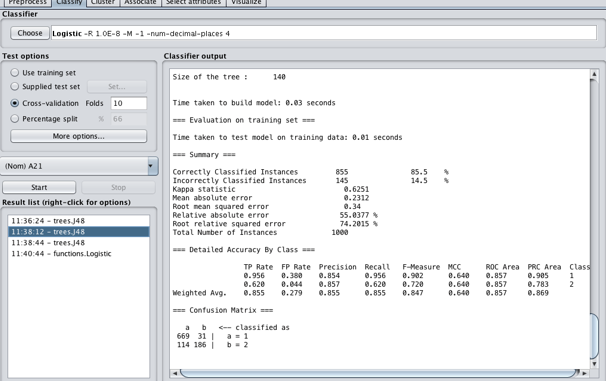 Preprocess Classify Cluster Associate Select attributes Visualize
Classifier
Choose Logistic -R 1.0E-8 -M -1 -num-decimal-places 4
Test options
Use training set
Supplied test set Set...
Cross-validation Folds 10
Percentage split % 66
More options...
(Nom) A21
Start Stop
Result list (right-click for options)
11:36:24 - trees.J48
11:38:12 - trees.J48
11:38:44 - trees.J48
11:40:44 - functions.Logistic
Classifier output
Size of the tree : 140
Time taken to build model: 0.03 seconds
=== Evaluation on training set ===
Time taken to test model on training data: 0.01 seconds
=== Summary ===
Correctly Classified Instances 855 85.5 %
Incorrectly Classified Instances 145 14.5 %
Kappa statistic 0.6251
Mean absolute error 0.2312
Root mean squared error 0.34
Relative absolute error 55.0377 %
Root relative squared error 74.2015 %
Total Number of Instances 1000
=== Detailed Accuracy By Class ===
TP Rate FP Rate Precision Recall F-Measure MCC ROC Area PRC Area Class
0.956 0.380 0.854 0.956 0.902 0.640 0.857 0.905 1
0.620 0.044 0.857 0.620 0.720 0.640 0.857 0.783 2
Weighted Avg. 0.855 0.279 0.855 0.855 0.847 0.640 0.857 0.869
=== Confusion Matrix ===
a b <-- classified as
669 31 | a = 1
114 186 | b = 2